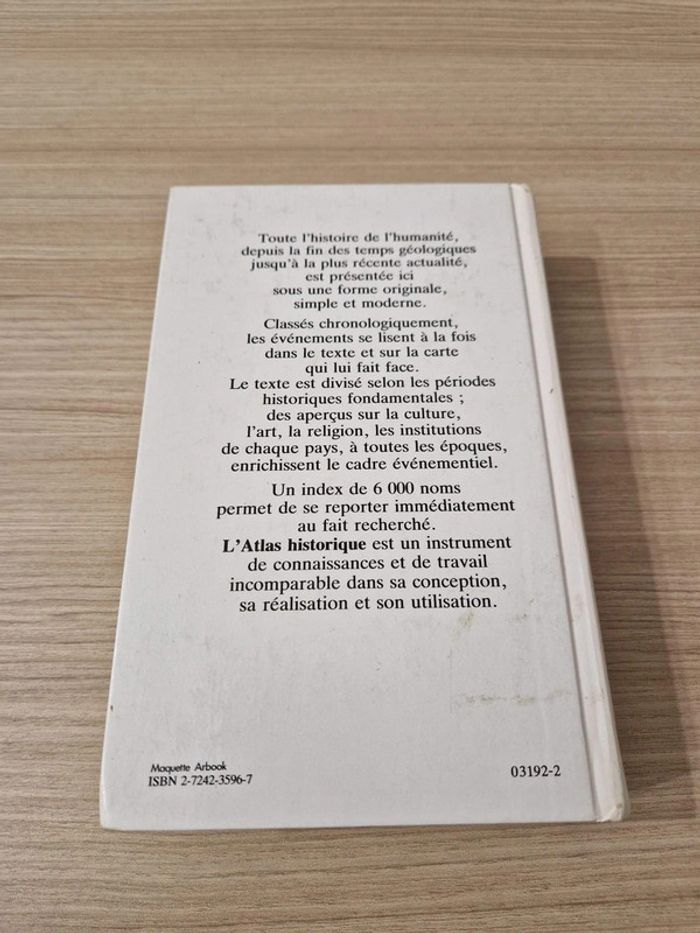 Toute l'histoire de l'humanité,
depuis la fin des temps géologiques
jusqu'à la plus récente actualité,
est présentée ici
sous une forme originale,
simple et moderne.
Classés chronologiquement,
les événements se lisent à la fois
dans le texte et sur la carte
qui lui fait face.
Le texte est divisé selon les périodes
historiques fondamentales ;
des aperçus sur la culture,
l'art, la religion, les institutions
de chaque pays, à toutes les époques,
enrichissent le cadre événementiel.
Un index de 6 000 noms
permet de se reporter immédiatement
au fait recherché.
L'Atlas historique est un instrument
de connaissances et de travail
incomparable dans sa conception,
sa réalisation et son utilisation.
Maquette Arbook
ISBN 2-7242-3596-7
03192-2